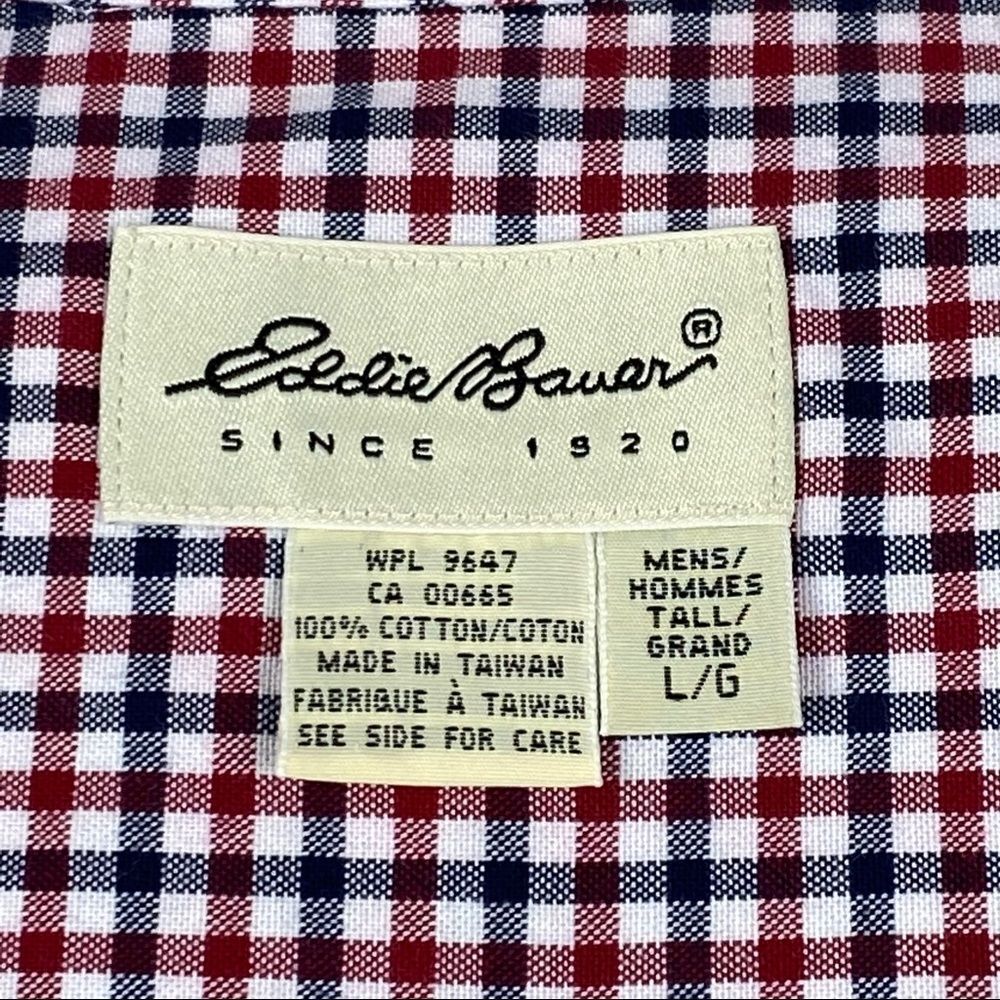 Eddie Bauer®
SINCE 1920
WPL 9647
CA 00665
100% COTTON/COTON
MADE IN TAIWAN
FABRIQUE À TAIWAN
SEE SIDE FOR CARE
MENS/
HOMMES
TALL/
GRAND
L/G